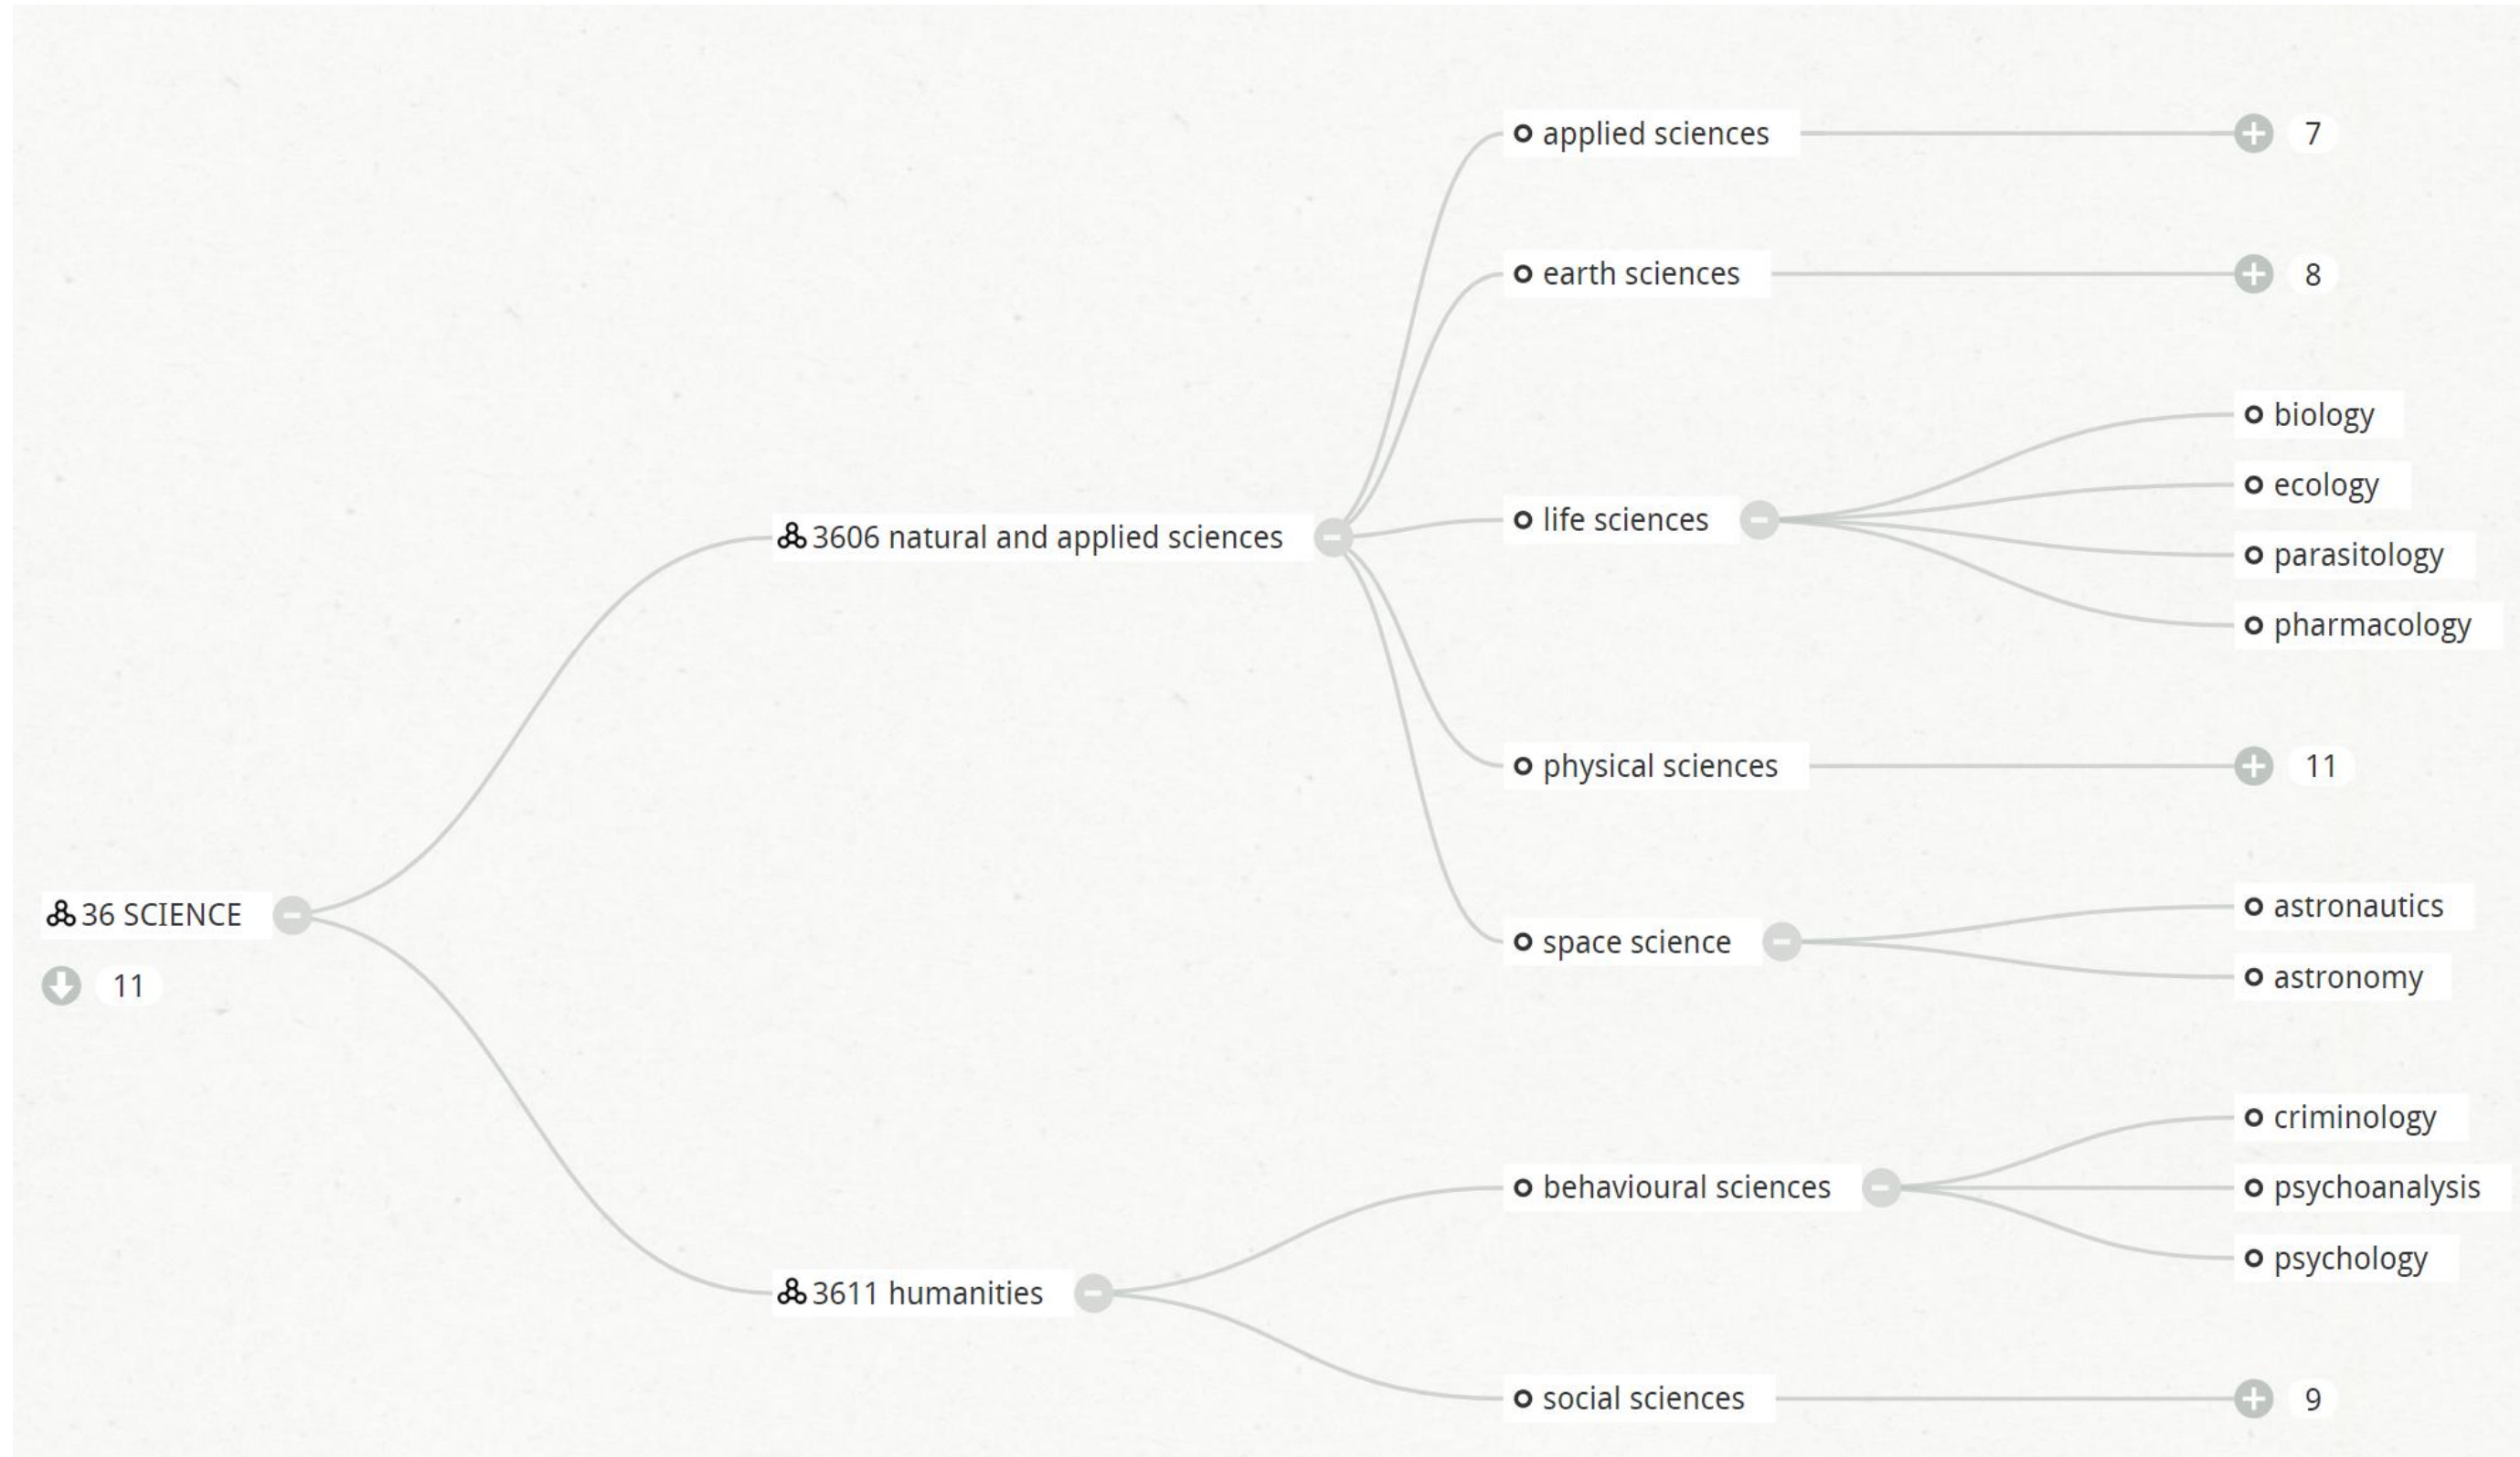 applied sciences 7
earth sciences 8
biology
ecology
life sciences
3606 natural and applied sciences
parasitology
pharmacology
physical sciences 11
astronautics
36 SCIENCE
space science
astronomy
11
criminology
behavioural sciences
psychoanalysis
psychology
3611 humanities
social sciences 9